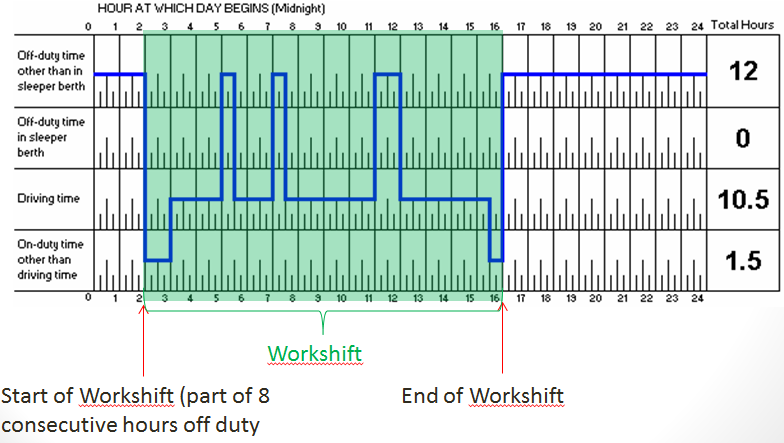 HOUR AT WHICH DAY BEGINS (Midnight)
0 1 2 3 4 5 6 7 8 9 10 11 12 13 14 15 16 17 18 19 20 21 22 23 24 Total Hours
Off-duty time
other than in
sleeper berth
12
Off-duty time
in sleeper
berth
0
Driving time
10.5
On-duty time
other than
driving time
1.5
0 1 2 3 4 5 6 7 8 9 10 11 12 13 14 15 16 17 18 19 20 21 22 23 24
Workshift
Start of Workshift (part of 8
consecutive hours off duty
End of Workshift